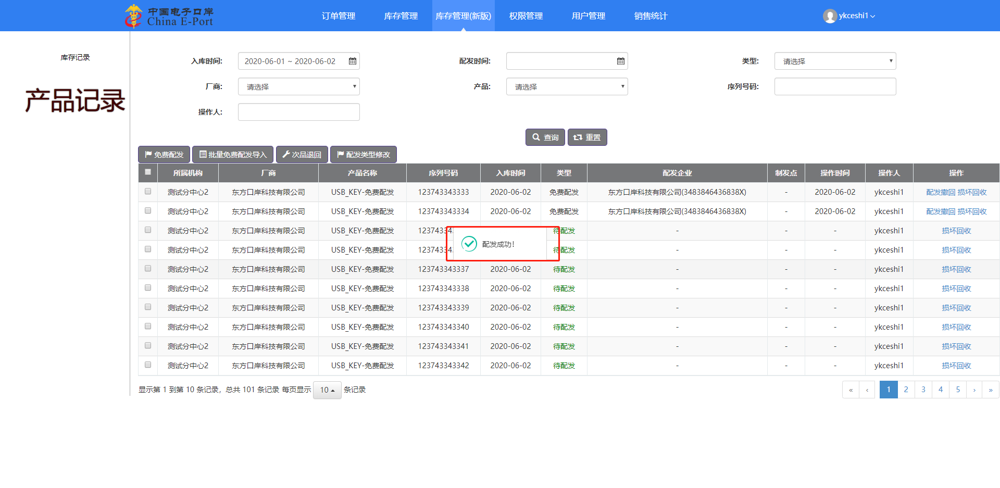 中国电子口岸
China E-Port
订单管理 库存管理 库存管理(新版) 权限管理 用户管理 销售统计 ykceshi1
库存记录
产品记录
入库时间: 2020-06-01 ~ 2020-06-02 配发时间: 类型: 请选择
厂商: 请选择 产品: 请选择 序列号码:
操作人:
查询 重置
免费配发 批量免费配发导入 次品退回 配发类型修改
所属机构 厂商 产品名称 序列号码 入库时间 类型 配发企业 制发点 操作时间 操作人 操作
测试分中心2 东方口岸科技有限公司 USB_KEY-免费配发 123743343333 2020-06-02 免费配发 东方口岸科技有限公司(3483846436838X) - 2020-06-02 ykceshi1 配发撤回 损坏回收
测试分中心2 东方口岸科技有限公司 USB_KEY-免费配发 123743343334 2020-06-02 免费配发 东方口岸科技有限公司(3483846436838X) - 2020-06-02 ykceshi1 配发撤回 损坏回收
测试分中心2 东方口岸科技有限公司 USB_KEY-免费配发 12374334 待配发 - - - ykceshi1 损坏回收
配发成功!
测试分中心2 东方口岸科技有限公司 USB_KEY-免费配发 12374334 待配发 - - - ykceshi1 损坏回收
测试分中心2 东方口岸科技有限公司 USB_KEY-免费配发 123743343337 2020-06-02 待配发 - - - ykceshi1 损坏回收
测试分中心2 东方口岸科技有限公司 USB_KEY-免费配发 123743343338 2020-06-02 待配发 - - - ykceshi1 损坏回收
测试分中心2 东方口岸科技有限公司 USB_KEY-免费配发 123743343339 2020-06-02 待配发 - - - ykceshi1 损坏回收
测试分中心2 东方口岸科技有限公司 USB_KEY-免费配发 123743343340 2020-06-02 待配发 - - - ykceshi1 损坏回收
测试分中心2 东方口岸科技有限公司 USB_KEY-免费配发 123743343341 2020-06-02 待配发 - - - ykceshi1 损坏回收
测试分中心2 东方口岸科技有限公司 USB_KEY-免费配发 123743343342 2020-06-02 待配发 - - - ykceshi1 损坏回收
显示第 1 到第 10 条记录，总共 101 条记录 每页显示 10 条记录 « ‹ 1 2 3 4 5 › »